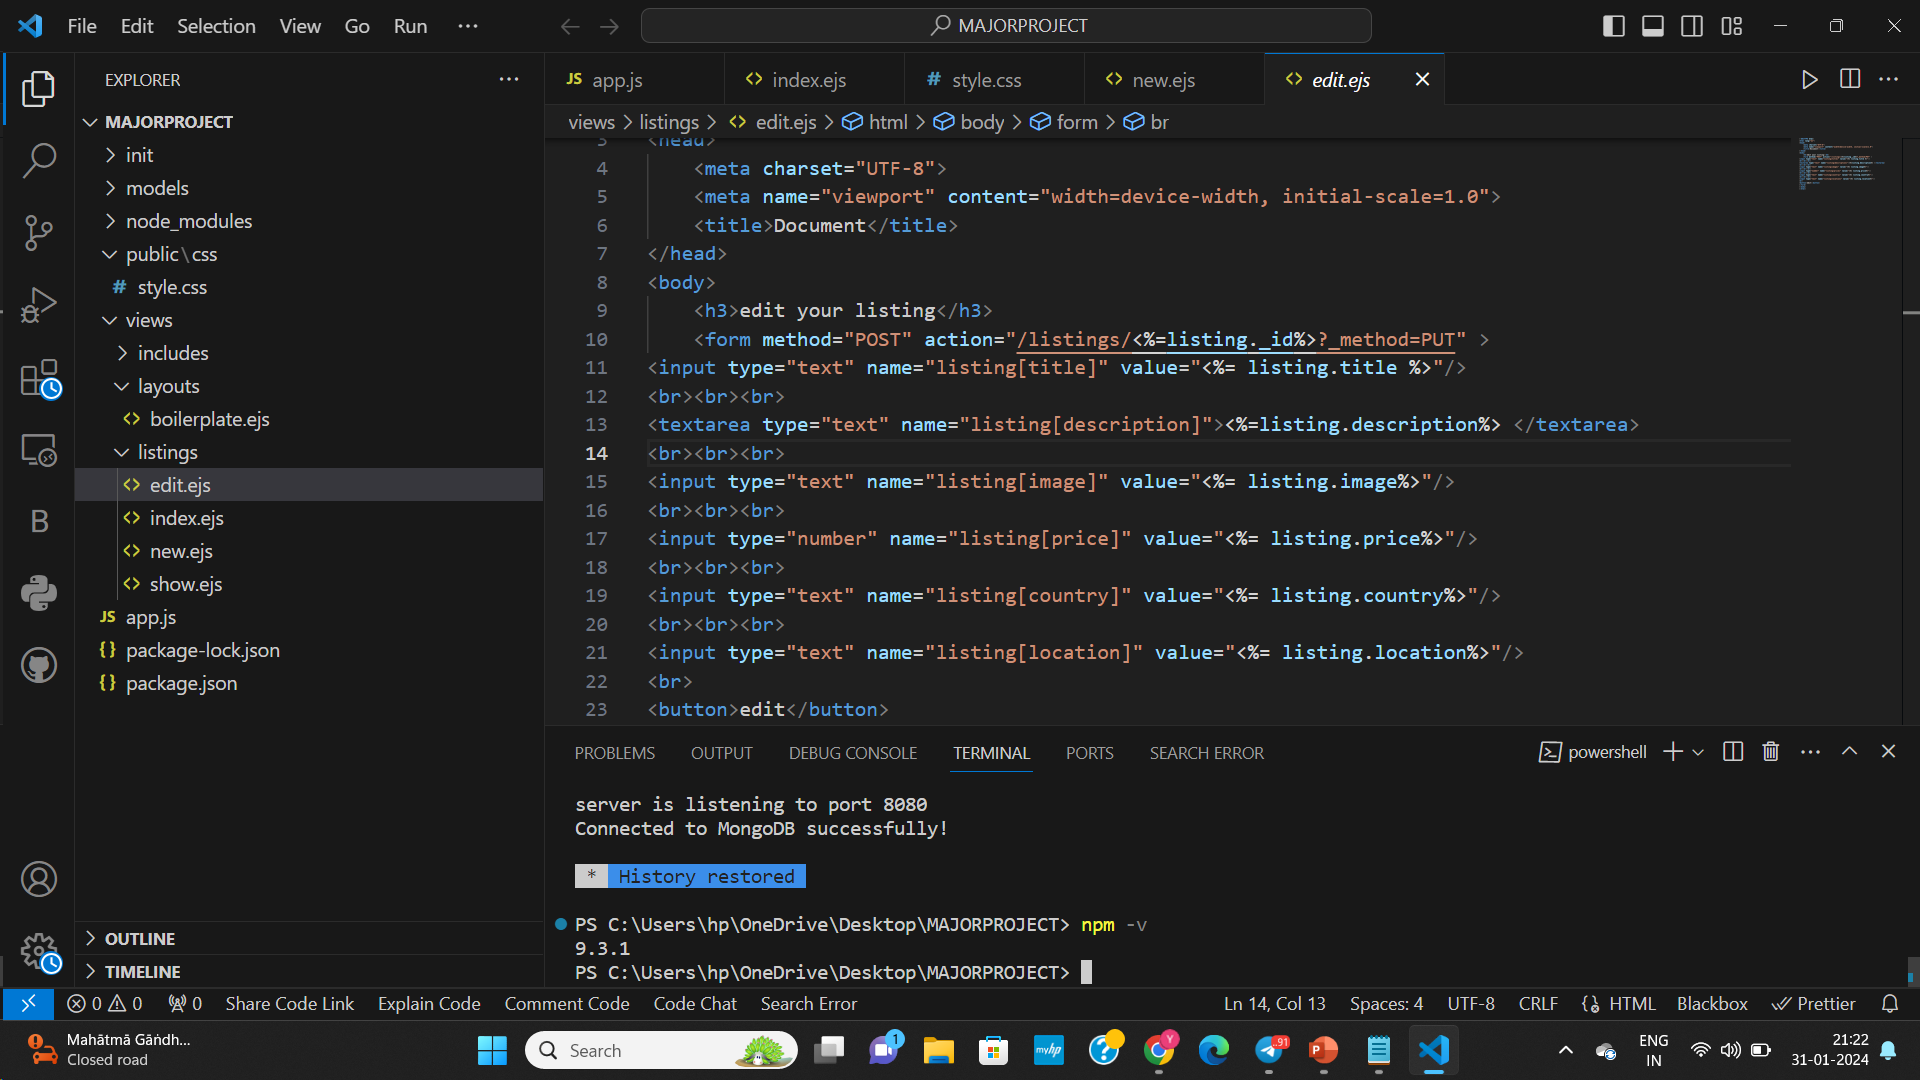 File Edit Selection View Go Run ··· MAJORPROJECT
EXPLORER
MAJORPROJECT
init
models
node_modules
public\css
# style.css
views
includes
layouts
<> boilerplate.ejs
listings
<> edit.ejs
<> index.ejs
<> new.ejs
<> show.ejs
JS app.js
{} package-lock.json
{} package.json
OUTLINE
TIMELINE
JS app.js <> index.ejs # style.css <> new.ejs <> edit.ejs
views > listings > <> edit.ejs > html > body > form > br
3 <head>
4 <meta charset="UTF-8">
5 <meta name="viewport" content="width=device-width, initial-scale=1.0">
6 <title>Document</title>
7 </head>
8 <body>
9 <h3>edit your listing</h3>
10 <form method="POST" action="/listings/<%=listing._id%>?_method=PUT" >
11 <input type="text" name="listing[title]" value="<%= listing.title %>"/>
12 <br><br><br>
13 <textarea type="text" name="listing[description]"><%=listing.description%> </textarea>
14 <br><br><br>
15 <input type="text" name="listing[image]" value="<%= listing.image%>"/>
16 <br><br><br>
17 <input type="number" name="listing[price]" value="<%= listing.price%>"/>
18 <br><br><br>
19 <input type="text" name="listing[country]" value="<%= listing.country%>"/>
20 <br><br><br>
21 <input type="text" name="listing[location]" value="<%= listing.location%>"/>
22 <br>
23 <button>edit</button>
PROBLEMS OUTPUT DEBUG CONSOLE TERMINAL PORTS SEARCH ERROR powershell
server is listening to port 8080
Connected to MongoDB successfully!
* History restored
PS C:\Users\hp\OneDrive\Desktop\MAJORPROJECT> npm -v
9.3.1
PS C:\Users\hp\OneDrive\Desktop\MAJORPROJECT>
0 0 0 Share Code Link Explain Code Comment Code Code Chat Search Error Ln 14, Col 13 Spaces: 4 UTF-8 CRLF HTML Blackbox Prettier
Mahātmā Gāṅdh...
Closed road
Search
1
myhp
?
Y
91
P
ENG
IN
21:22
31-01-2024